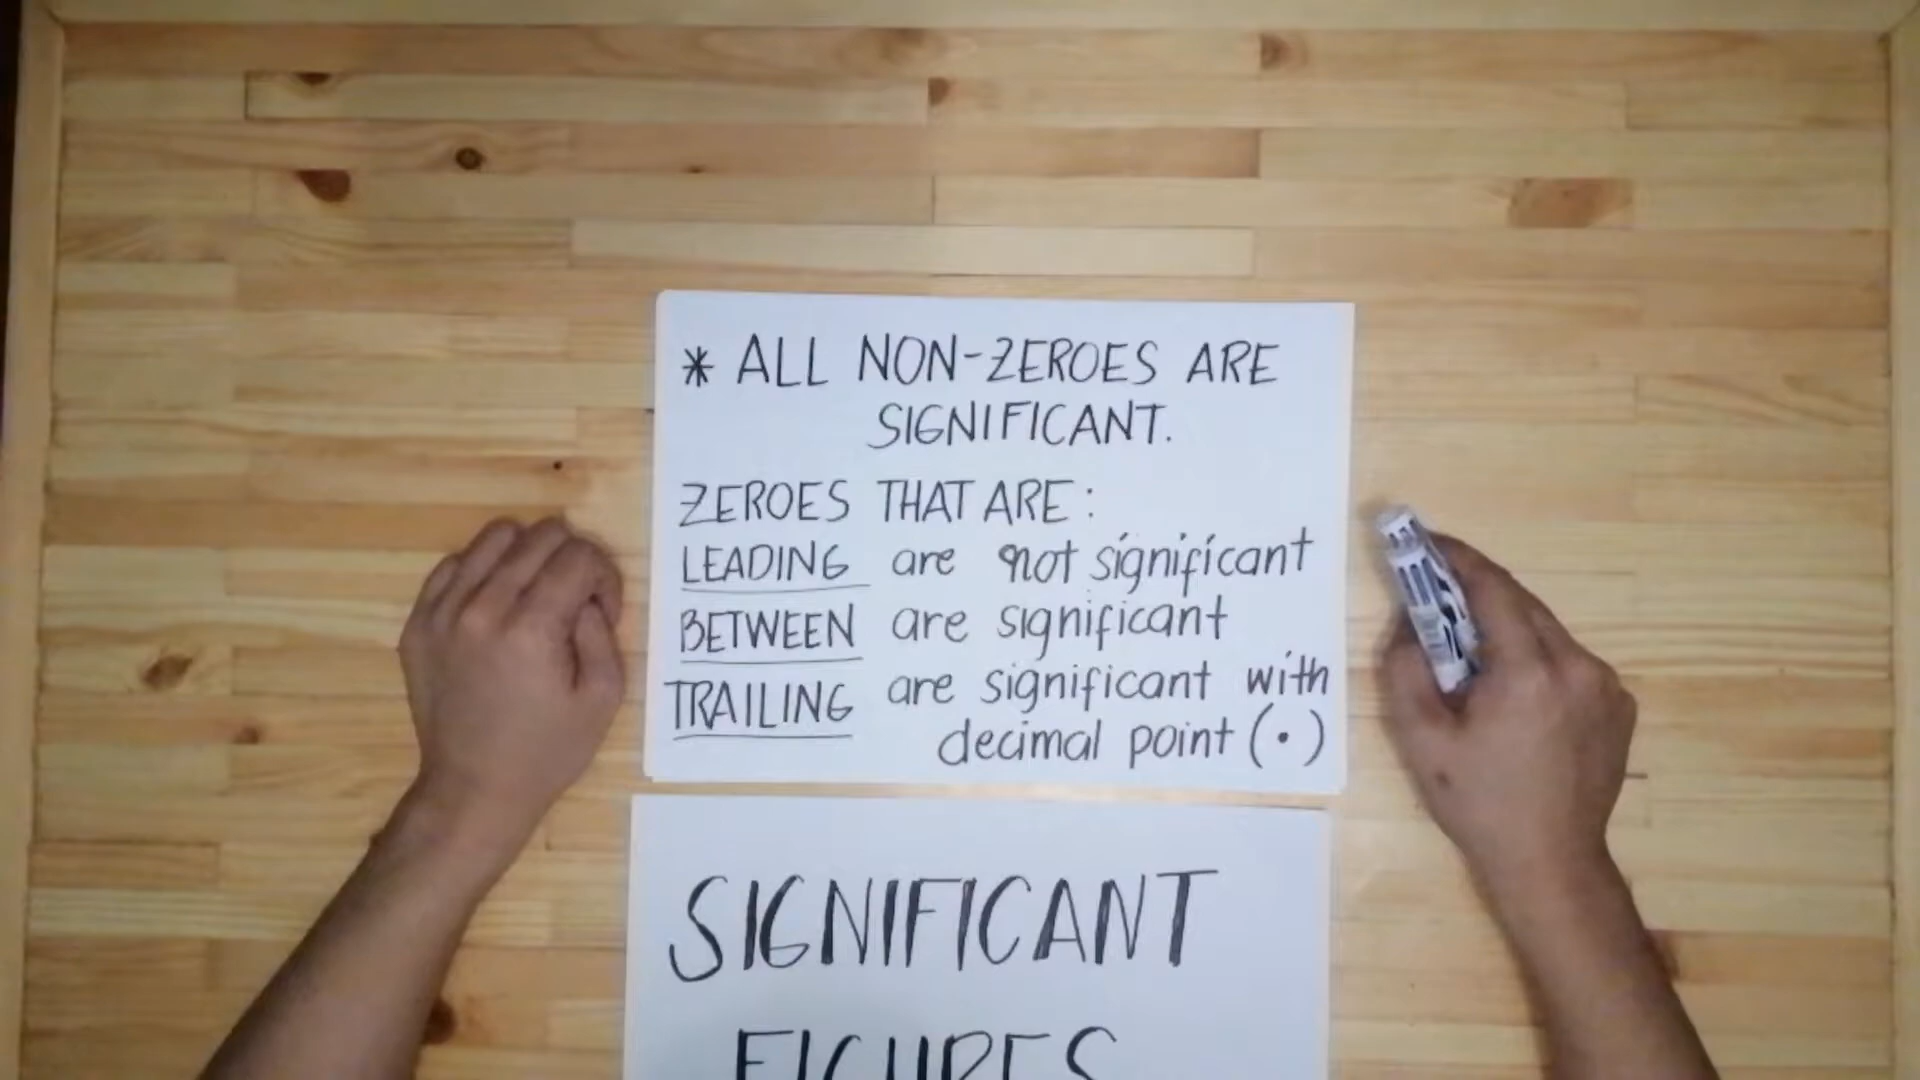 * ALL NON-ZEROES ARE
SIGNIFICANT.
ZEROES THAT ARE:
LEADING are not significant
BETWEEN are significant
TRAILING are significant with
decimal point (•)
SIGNIFICANT
FIGURES